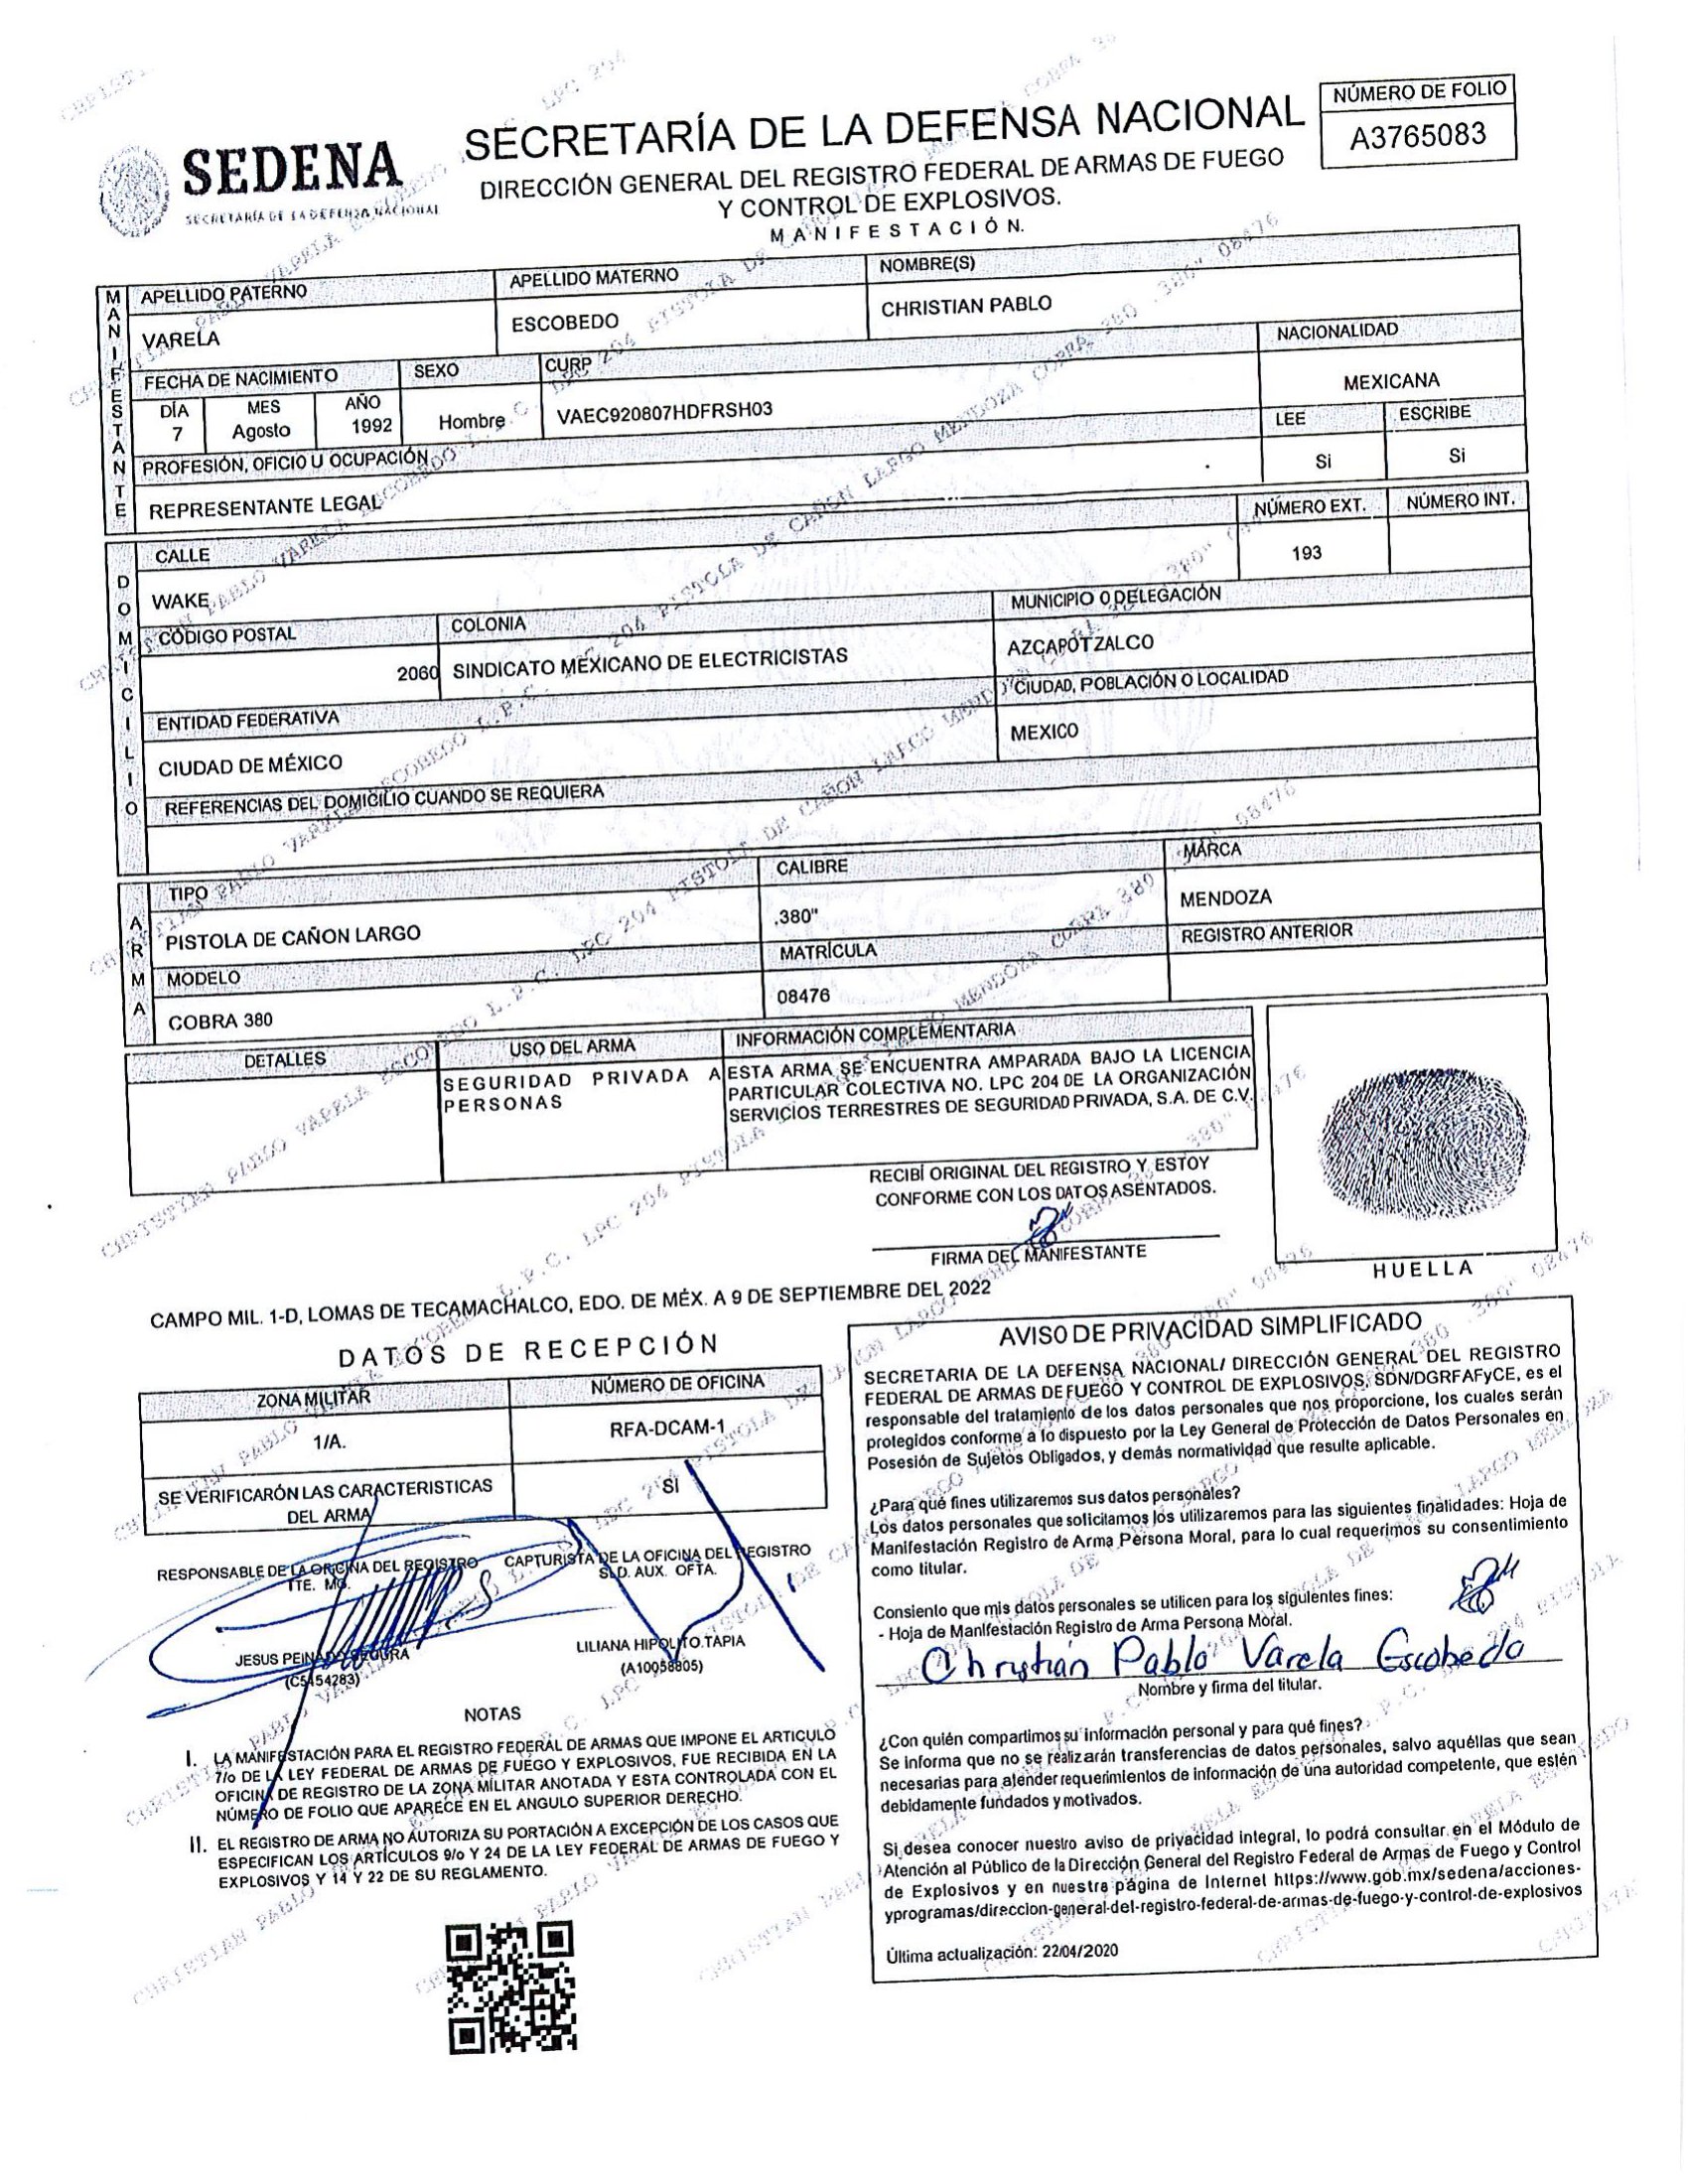 NÚMERO DE FOLIO
A3765083
SEDENA
SECRETARÍA DE LA DEFENSA NACIONAL
SECRETARÍA DE LA DEFENSA NACIONAL
DIRECCIÓN GENERAL DEL REGISTRO FEDERAL DE ARMAS DE FUEGO
Y CONTROL DE EXPLOSIVOS.
MANIFESTACIÓN.
MANIFESTANTE
APELLIDO PATERNO APELLIDO MATERNO NOMBRE(S)
VARELA ESCOBEDO CHRISTIAN PABLO
FECHA DE NACIMIENTO SEXO CURP NACIONALIDAD
DÍA MES AÑO MEXICANA
7 Agosto 1992 Hombre VAEC920807HDFRSH03
PROFESIÓN, OFICIO U OCUPACIÓN LEE ESCRIBE
REPRESENTANTE LEGAL Si Si
DOMICILIO
CALLE NÚMERO EXT. NÚMERO INT.
WAKE 193
CÓDIGO POSTAL COLONIA MUNICIPIO O DELEGACIÓN
2060 SINDICATO MEXICANO DE ELECTRICISTAS AZCAPOTZALCO
ENTIDAD FEDERATIVA CIUDAD, POBLACIÓN O LOCALIDAD
CIUDAD DE MÉXICO MEXICO
REFERENCIAS DEL DOMICILIO CUANDO SE REQUIERA
ARMA
TIPO CALIBRE MARCA
PISTOLA DE CAÑON LARGO .380" MENDOZA
MODELO MATRÍCULA REGISTRO ANTERIOR
COBRA 380 08476
DETALLES USO DEL ARMA INFORMACIÓN COMPLEMENTARIA
SEGURIDAD PRIVADA A
PERSONAS
ESTA ARMA SE ENCUENTRA AMPARADA BAJO LA LICENCIA
PARTICULAR COLECTIVA NO. LPC 204 DE LA ORGANIZACIÓN
SERVICIOS TERRESTRES DE SEGURIDAD PRIVADA, S.A. DE C.V.
RECIBÍ ORIGINAL DEL REGISTRO Y ESTOY
CONFORME CON LOS DATOS ASENTADOS.
FIRMA DEL MANIFESTANTE
HUELLA
CAMPO MIL. 1-D, LOMAS DE TECAMACHALCO, EDO. DE MÉX. A 9 DE SEPTIEMBRE DEL 2022
DATOS DE RECEPCIÓN
ZONA MILITAR NÚMERO DE OFICINA
1/A. RFA-DCAM-1
SE VERIFICARÓN LAS CARACTERISTICAS
DEL ARMA
SI
RESPONSABLE DE LA OFICINA DEL REGISTRO
TTE. MG.
JESUS PEINADO SEGURA
(C5454283)
CAPTURISTA DE LA OFICINA DEL REGISTRO
SLD. AUX. OFTA.
LILIANA HIPOLITO.TAPIA
(A10058805)
NOTAS
I. LA MANIFESTACIÓN PARA EL REGISTRO FEDERAL DE ARMAS QUE IMPONE EL ARTICULO
7/o DE LA LEY FEDERAL DE ARMAS DE FUEGO Y EXPLOSIVOS, FUE RECIBIDA EN LA
OFICINA DE REGISTRO DE LA ZONA MILITAR ANOTADA Y ESTA CONTROLADA CON EL
NÚMERO DE FOLIO QUE APARECE EN EL ANGULO SUPERIOR DERECHO.
II. EL REGISTRO DE ARMA NO AUTORIZA SU PORTACIÓN A EXCEPCIÓN DE LOS CASOS QUE
ESPECIFICAN LOS ARTÍCULOS 9/o Y 24 DE LA LEY FEDERAL DE ARMAS DE FUEGO Y
EXPLOSIVOS Y 14 Y 22 DE SU REGLAMENTO.
AVISO DE PRIVACIDAD SIMPLIFICADO
SECRETARIA DE LA DEFENSA NACIONAL/ DIRECCIÓN GENERAL DEL REGISTRO
FEDERAL DE ARMAS DE FUEGO Y CONTROL DE EXPLOSIVOS, SDN/DGRFAFyCE, es el
responsable del tratamiento de los datos personales que nos proporcione, los cuales serán
protegidos conforme a lo dispuesto por la Ley General de Protección de Datos Personales en
Posesión de Sujetos Obligados, y demás normatividad que resulte aplicable.
¿Para qué fines utilizaremos sus datos personales?
Los datos personales que solicitamos los utilizaremos para las siguientes finalidades: Hoja de
Manifestación Registro de Arma Persona Moral, para lo cual requerimos su consentimiento
como titular.
Consiento que mis datos personales se utilicen para los siguientes fines:
- Hoja de Manifestación Registro de Arma Persona Moral.
Christian Pablo Varela Escobedo
Nombre y firma del titular.
¿Con quién compartimos su información personal y para qué fines?
Se informa que no se realizarán transferencias de datos personales, salvo aquéllas que sean
necesarias para atender requerimientos de información de una autoridad competente, que estén
debidamente fundados y motivados.
Si desea conocer nuestro aviso de privacidad integral, lo podrá consultar en el Módulo de
Atención al Público de la Dirección General del Registro Federal de Armas de Fuego y Control
de Explosivos y en nuestra página de Internet https://www.gob.mx/sedena/acciones-
yprogramas/direccion-general-del-registro-federal-de-armas-de-fuego-y-control-de-explosivos
Última actualización: 22/04/2020